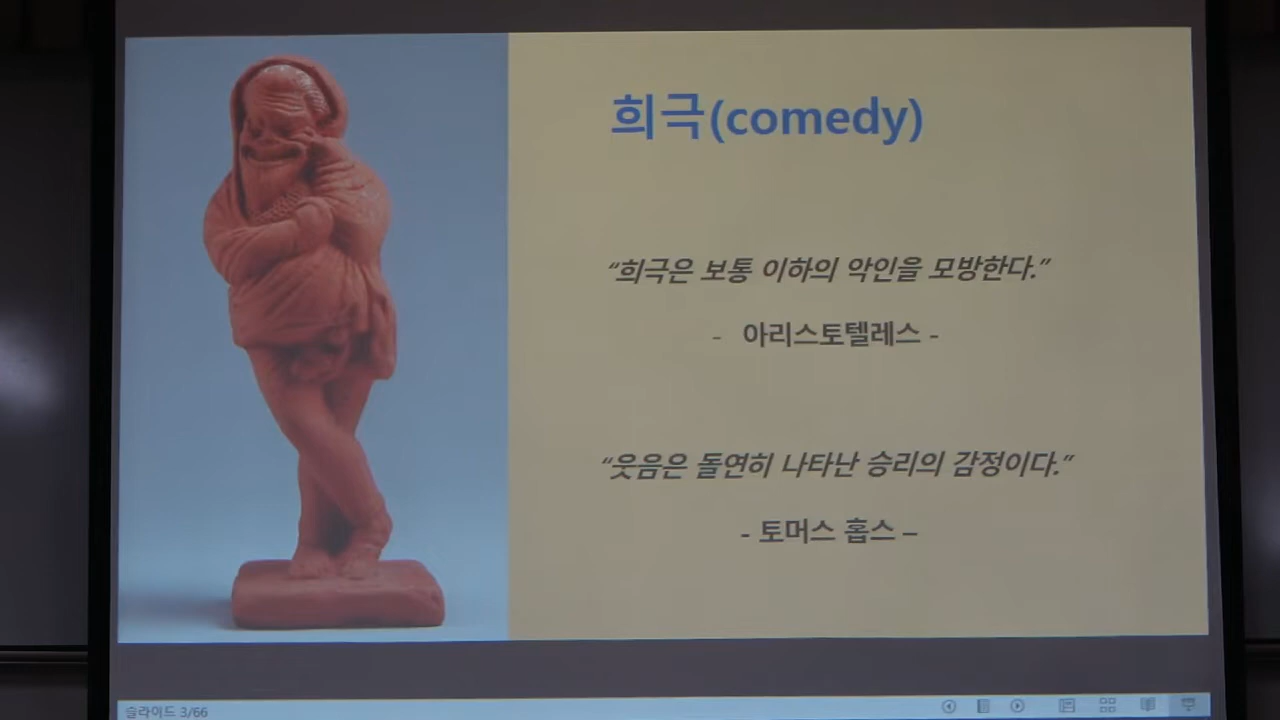 희극(comedy)
“희극은 보통 이하의 악인을 모방한다.”
- 아리스토텔레스 -
“웃음은 돌연히 나타난 승리의 감정이다.”
- 토머스 홉스 –
슬라이드 3/66